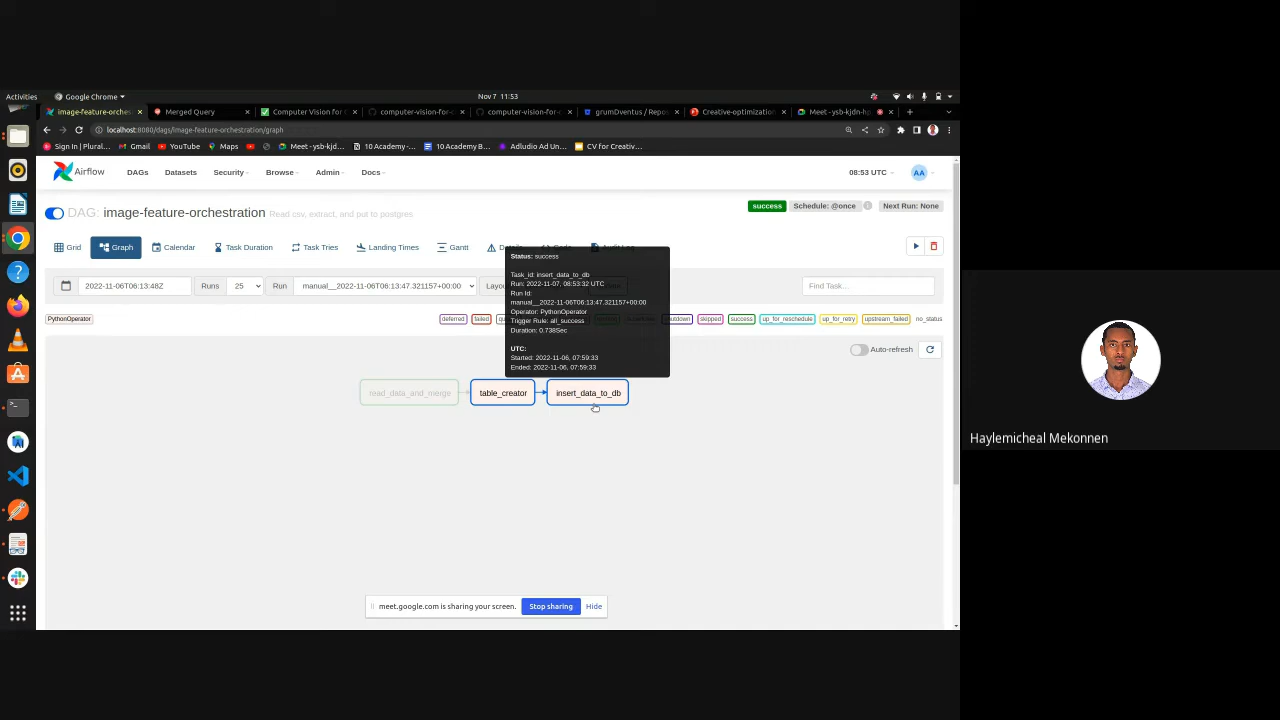 Activities
Google Chrome
Nov 7 11:53
image-feature-orches
Merged Query
Computer Vision for
computer-vision-for-
computer-vision-for-
grumDventus / Repo
Creative-optimization
Meet - ysb-kjdn-h
localhost:8080/dags/image-feature-orchestration/graph
Sign In | Plural...
Gmail
YouTube
Maps
Meet - ysb-kjd...
10 Academy -...
10 Academy B...
Adludio Ad Un...
CV for Creativ...
Airflow
DAGs
Datasets
Security
Browse
Admin
Docs
08:53 UTC
AA
DAG: image-feature-orchestration
Read csv, extract, and put to postgres
success
Schedule: @once
Next Run: None
Grid
Graph
Calendar
Task Duration
Task Tries
Landing Times
Gantt
2022-11-06T06:13:48Z
Runs
25
Run
manual__2022-11-06T06:13:47.321157+00:00
Layou
Find Task...
PythonOperator
deferred
failed
skipped
success
up_for_reschedule
up_for_retry
upstream_failed
no_status
Status: success
Task_id: insert_data_to_db
Run: 2022-11-07, 08:53:32 UTC
Run Id:
manual__2022-11-06T06:13:47.321157+00:00
Operator: PythonOperator
Trigger Rule: all_success
Duration: 0.738Sec
UTC:
Started: 2022-11-06, 07:59:33
Ended: 2022-11-06, 07:59:33
Auto-refresh
read_data_and_merge
table_creator
insert_data_to_db
Haylemicheal Mekonnen
meet.google.com is sharing your screen.
Stop sharing
Hide